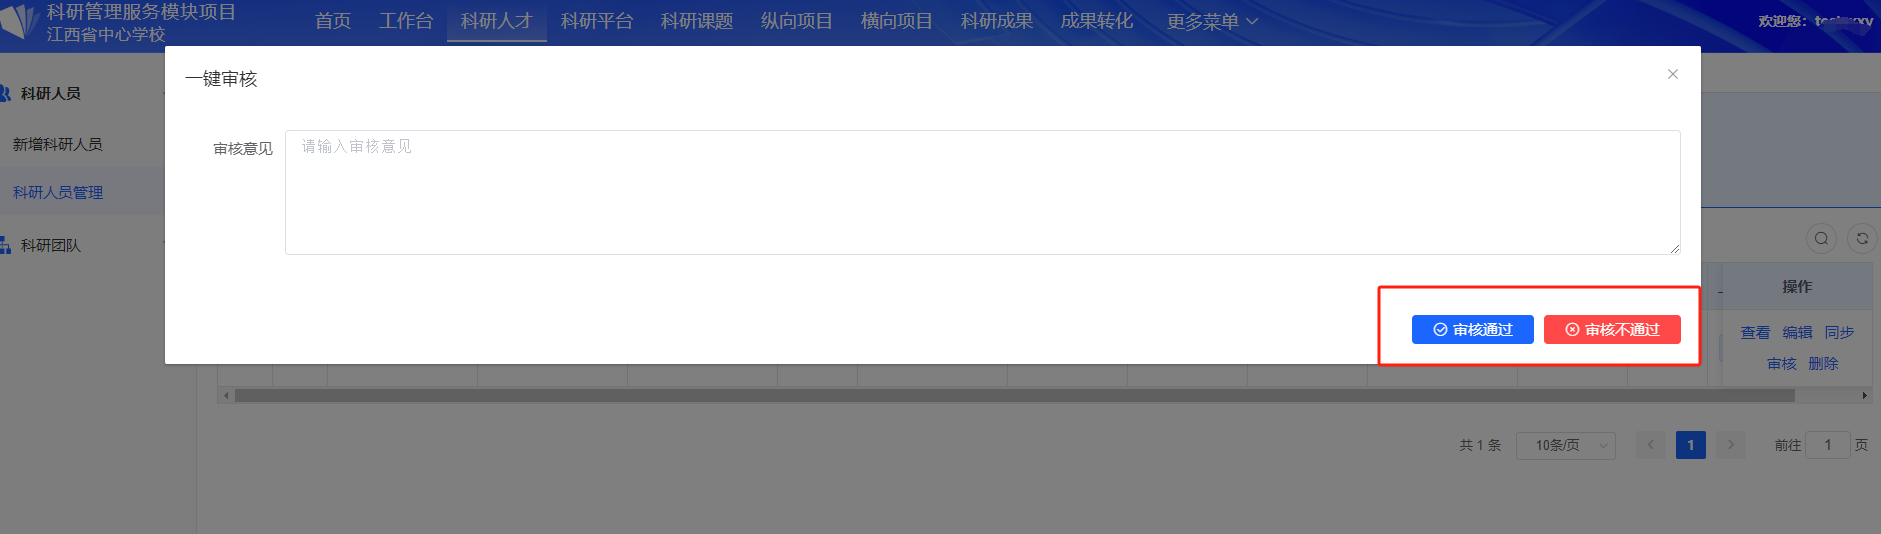 科研管理服务模块项目
江西省中心学校
首页 工作台 科研人才 科研平台 科研课题 纵向项目 横向项目 科研成果 成果转化 更多菜单
欢迎您：
科研人员
新增科研人员
科研人员管理
科研团队
一键审核
审核意见 请输入审核意见
审核通过 审核不通过
操作
查看 编辑 同步
审核 删除
共 1 条 10条/页 1 前往 1 页